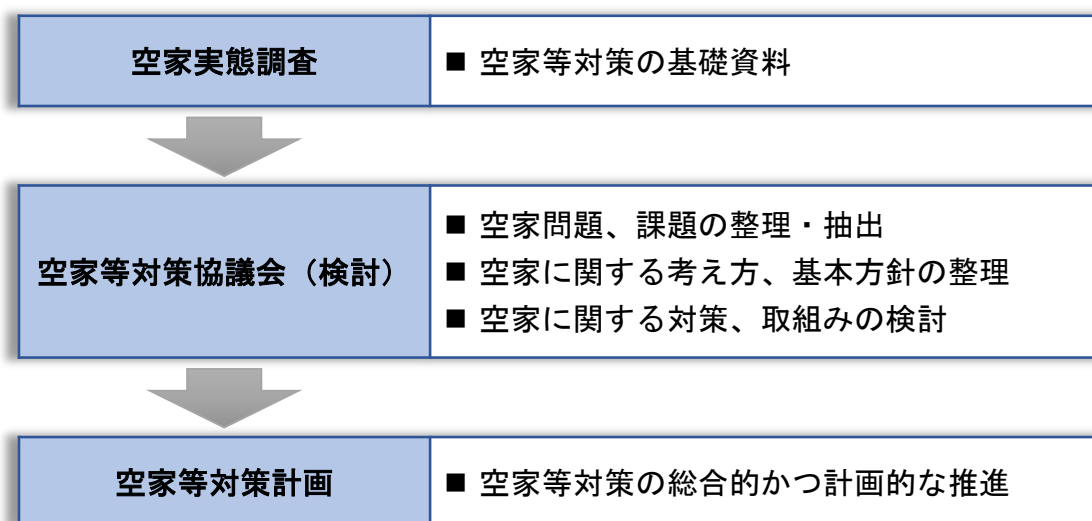 空家実態調査
■ 空家等対策の基礎資料
空家等対策協議会（検討）
■ 空家問題、課題の整理・抽出
■ 空家に関する考え方、基本方針の整理
■ 空家に関する対策、取組みの検討
空家等対策計画
■ 空家等対策の総合的かつ計画的な推進